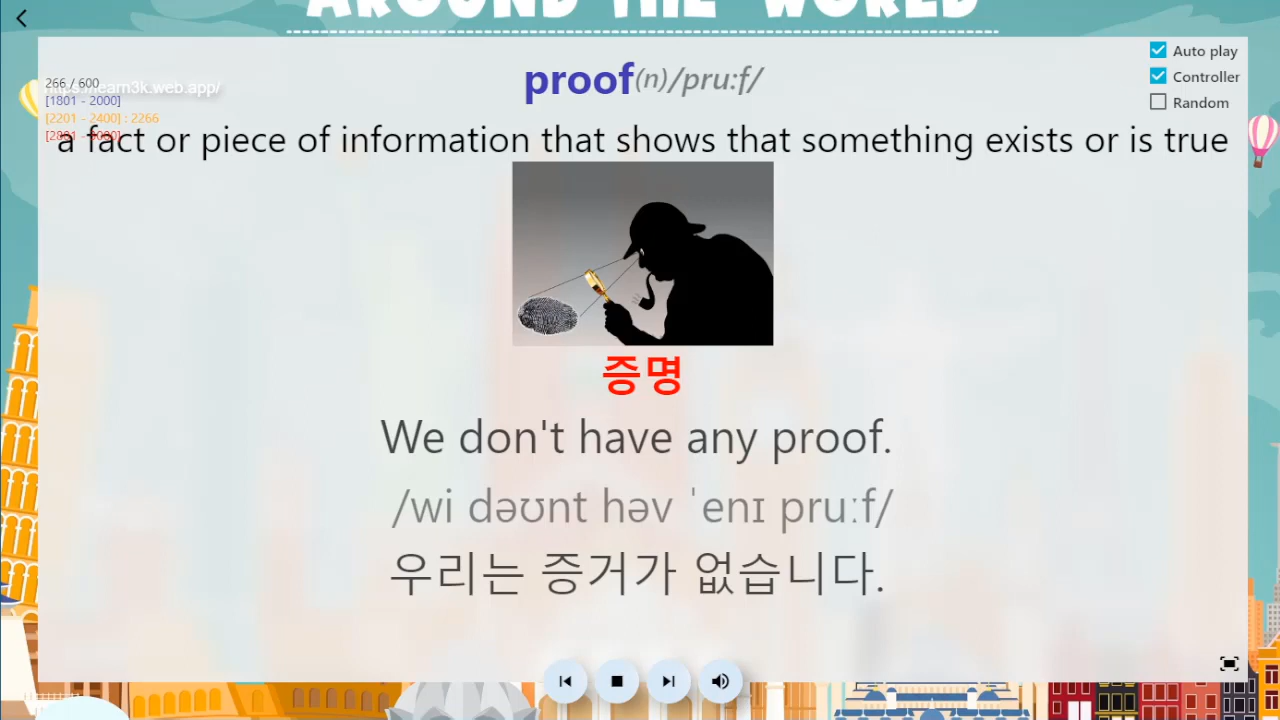 AROUND THE WORLD
266 / 600
https://learn3k.web.app/
[1801 - 2000]
[2201 - 2400] : 2266
[2801 - 3000]
Auto play
Controller
Random
proof(n)/pru:f/
a fact or piece of information that shows that something exists or is true
증명
We don't have any proof.
/wi dəʊnt həv ˈenɪ pruːf/
우리는 증거가 없습니다.